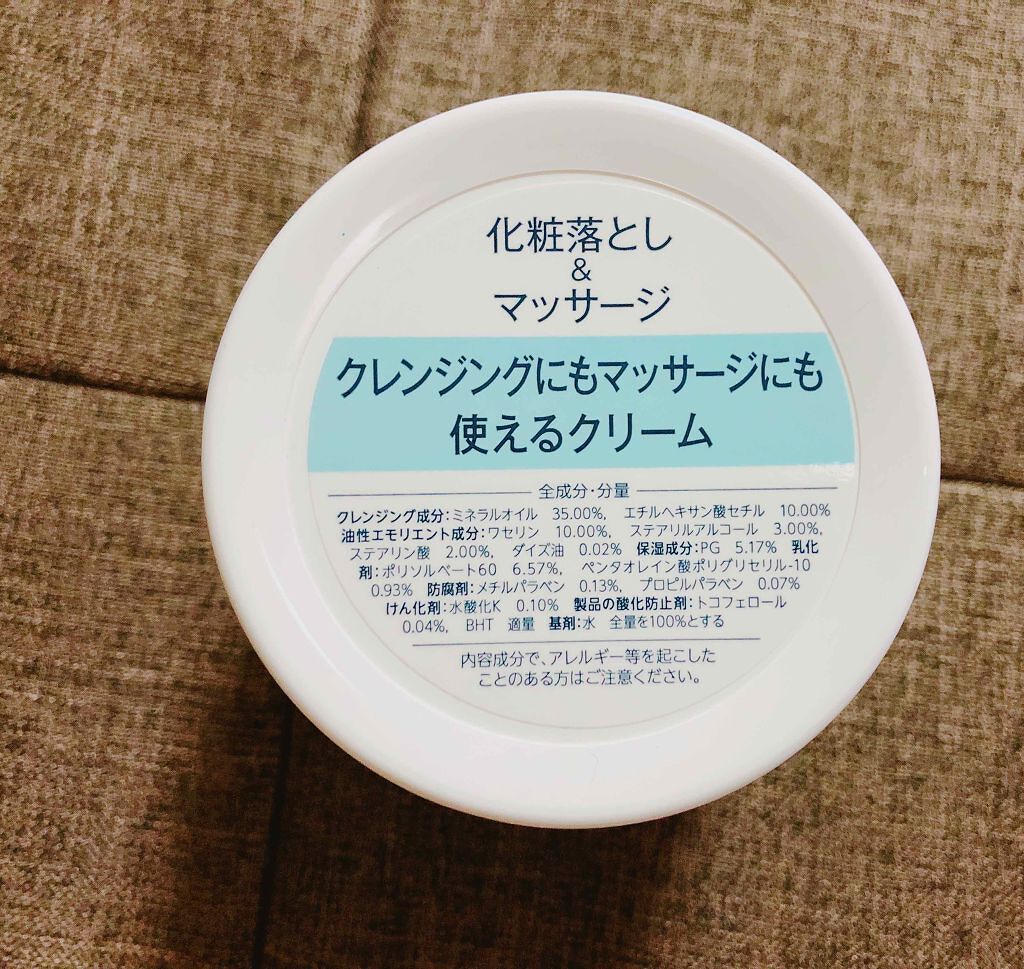 化粧落とし
&
マッサージ
クレンジングにもマッサージにも
使えるクリーム
全成分・分量
クレンジング成分：ミネラルオイル 35.00%、 エチルヘキサン酸セチル 10.00%
油性エモリエント成分：ワセリン 10.00%、 ステアリルアルコール 3.00%、
ステアリン酸 2.00%、 ダイズ油 0.02% 保湿成分：PG 5.17% 乳化
剤：ポリソルベート60 6.57%、 ペンタオレイン酸ポリグリセリル-10
0.93% 防腐剤：メチルパラベン 0.13%、 プロピルパラベン 0.07%
けん化剤：水酸化K 0.10% 製品の酸化防止剤：トコフェロール
0.04%、 BHT 適量 基剤：水 全量を100%とする
内容成分で、アレルギー等を起こした
ことのある方はご注意ください。